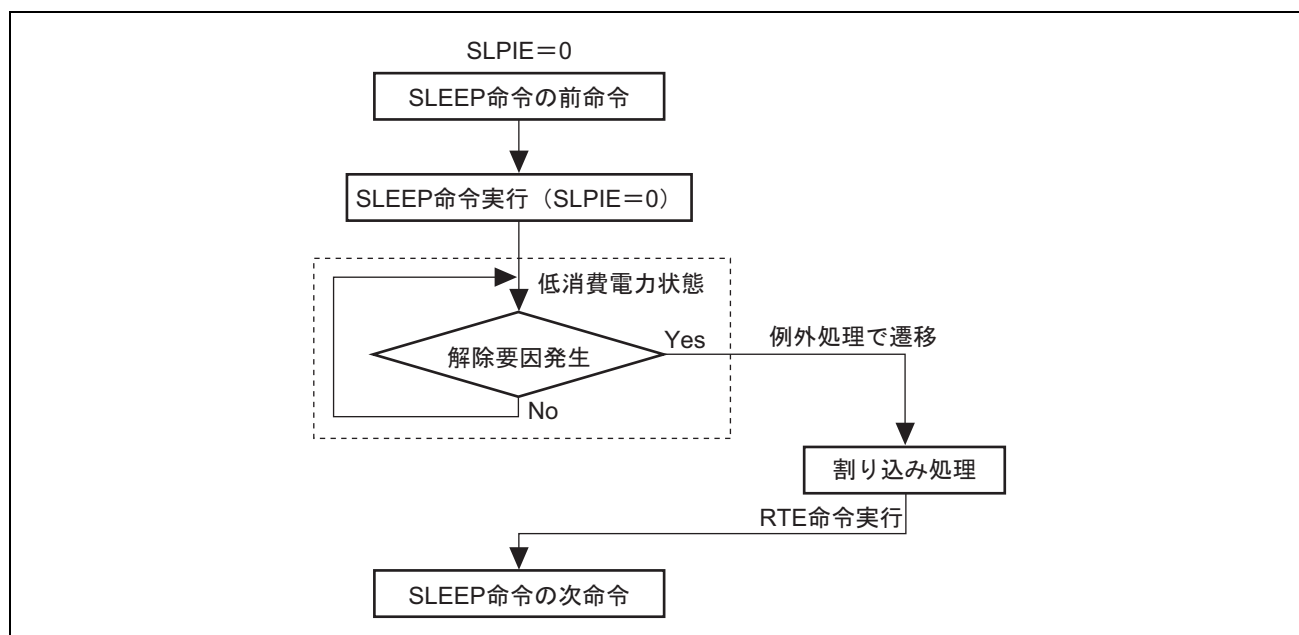 SLPIE=0
SLEEP命令の前命令
SLEEP命令実行（SLPIE=0）
低消費電力状態
解除要因発生
Yes
例外処理で遷移
No
割り込み処理
RTE命令実行
SLEEP命令の次命令